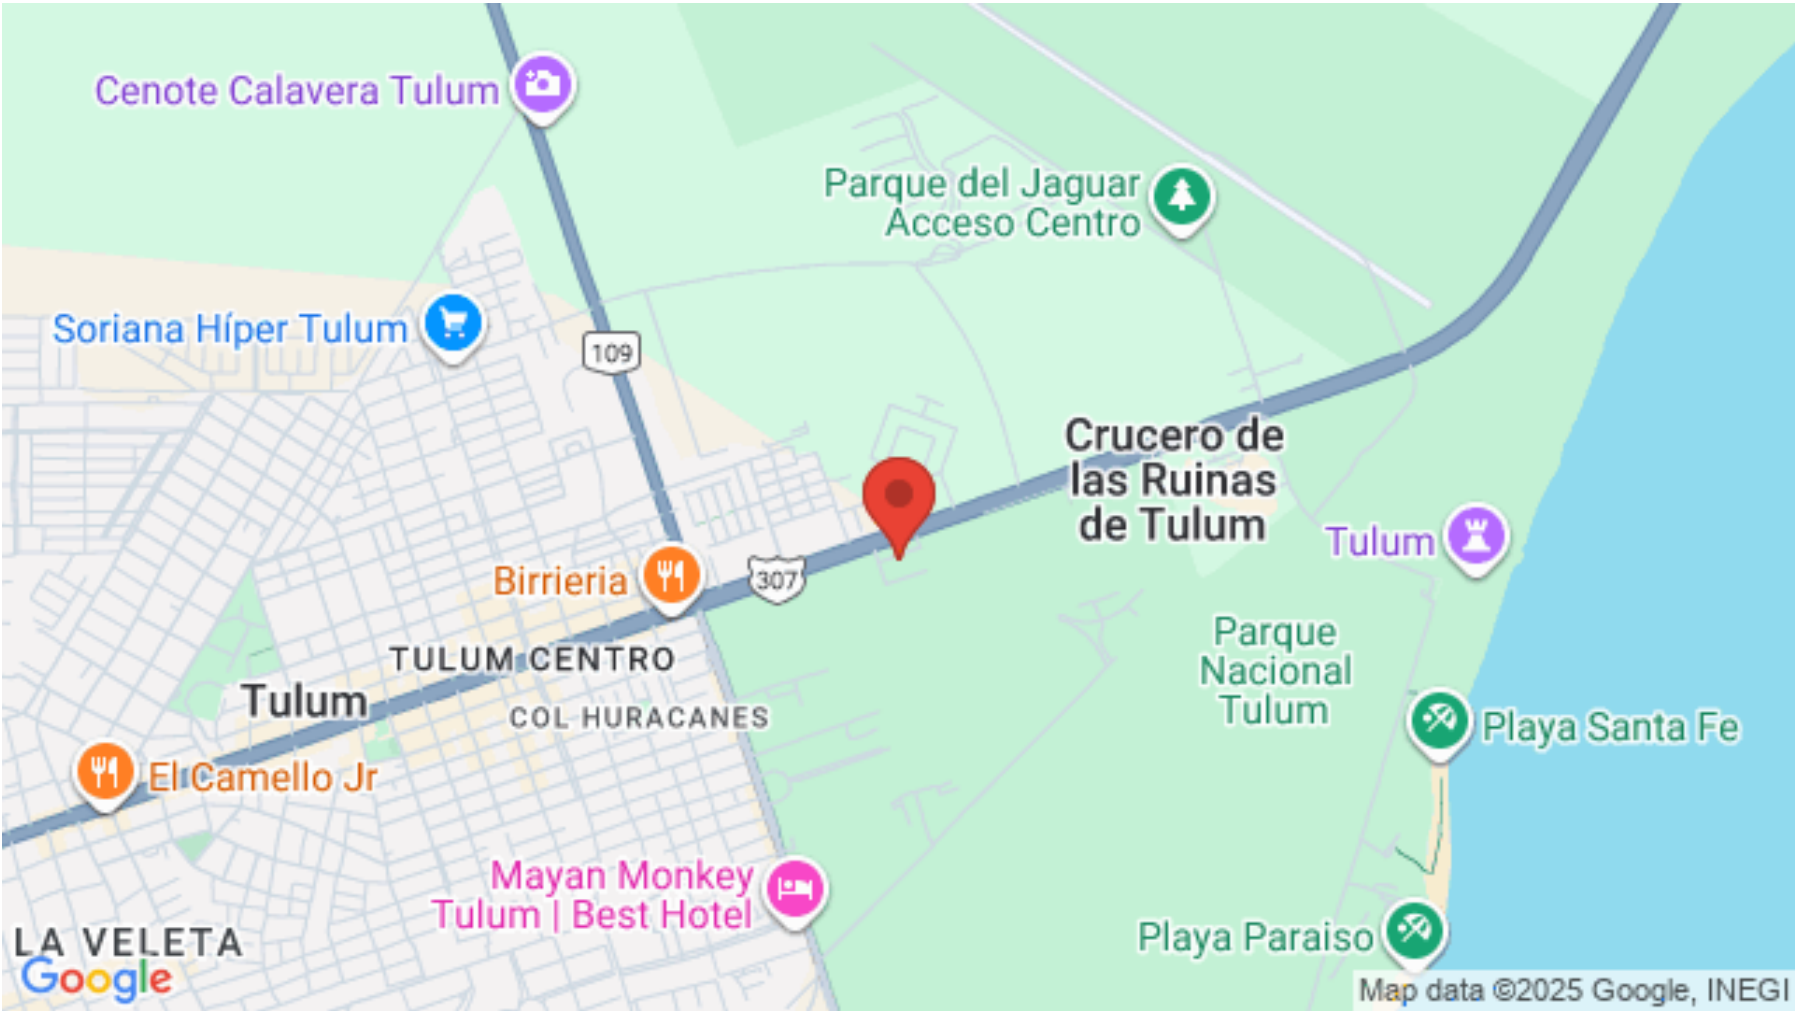 Cenote Calavera Tulum
Parque del Jaguar
Acceso Centro
Soriana Híper Tulum
109
Crucero de
las Ruinas
de Tulum
Tulum
Birrieria
307
Parque
Nacional
Tulum
TULUM CENTRO
Tulum
COL HURACANES
Playa Santa Fe
El Camello Jr
Mayan Monkey
Tulum | Best Hotel
LA VELETA
Playa Paraiso
Google
Map data ©2025 Google, INEGI